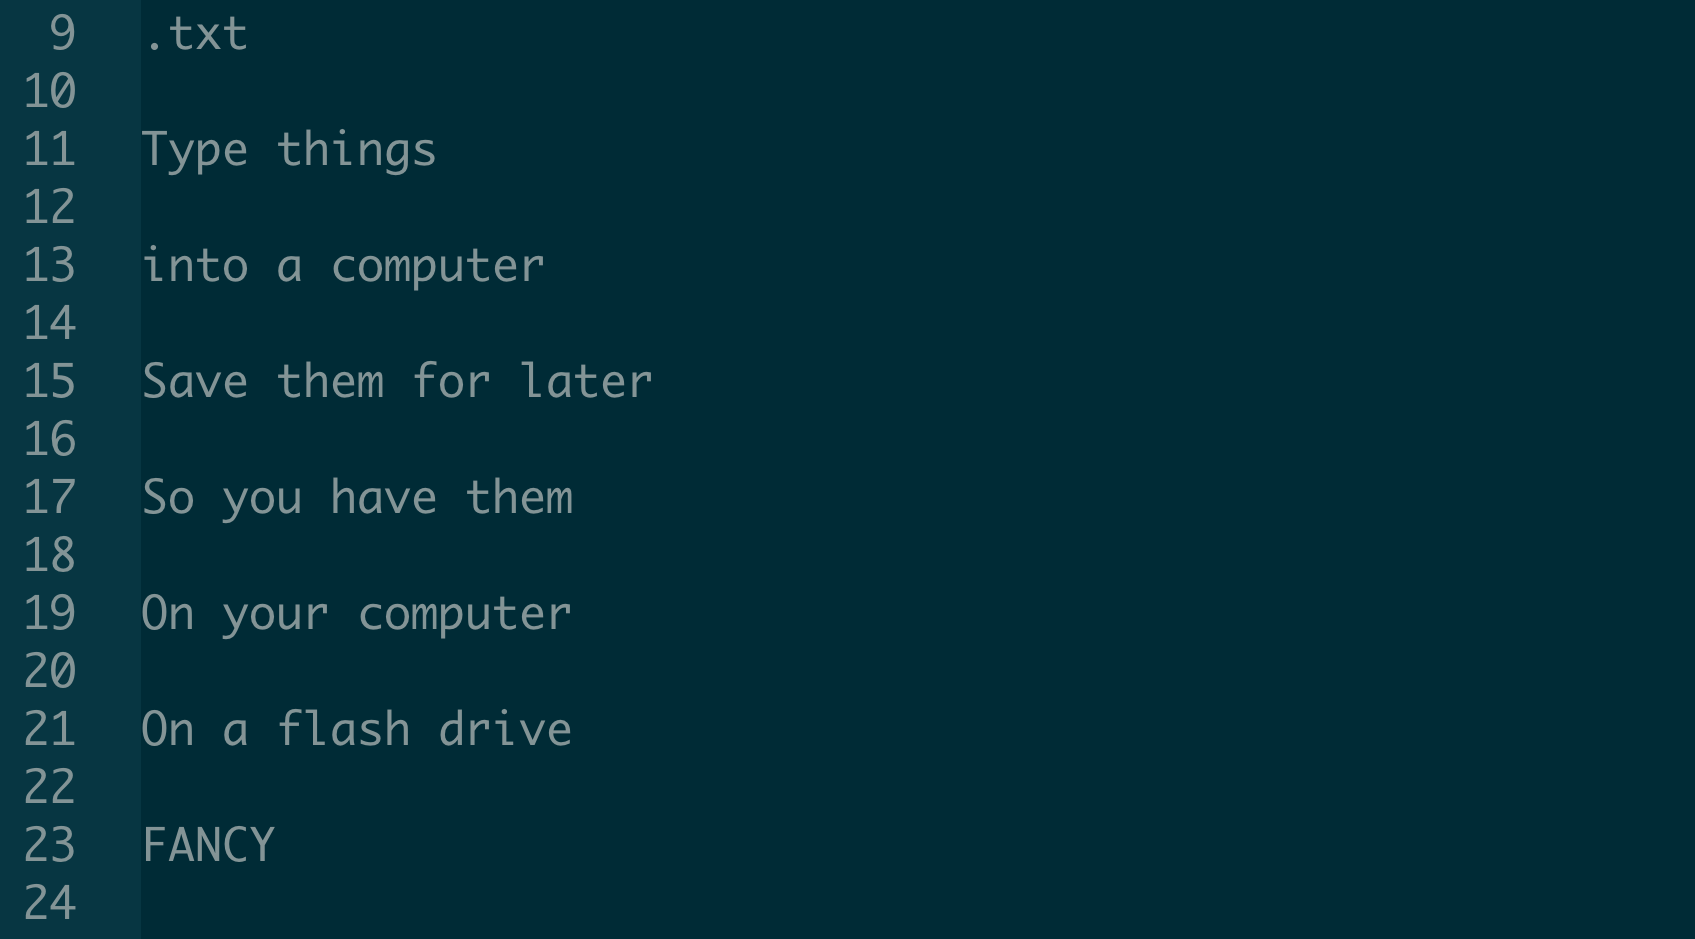 9 .txt
10
11 Type things
12
13 into a computer
14
15 Save them for later
16
17 So you have them
18
19 On your computer
20
21 On a flash drive
22
23 FANCY
24